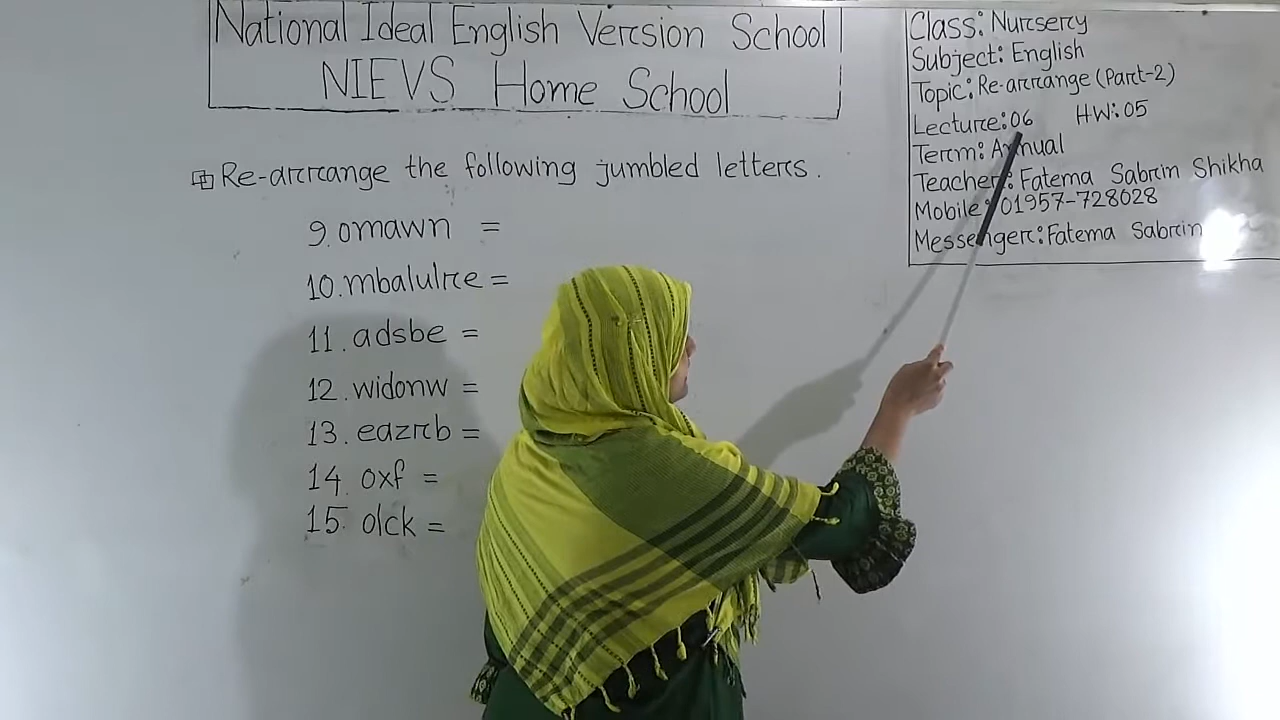 National Ideal English Version School
NIEVS Home School
Re-arrange the following jumbled letters.
9. omawn =
10. mbalulre =
11. adsbe =
12. widonw =
13. eazrb =
14. oxf =
15. olck =
Class: Nursery
Subject: English
Topic: Re-arrange (Part-2)
Lecture: 06 HW: 05
Term: Annual
Teacher: Fatema Sabrin Shikha
Mobile: 01957-728028
Messenger: Fatema Sabrin